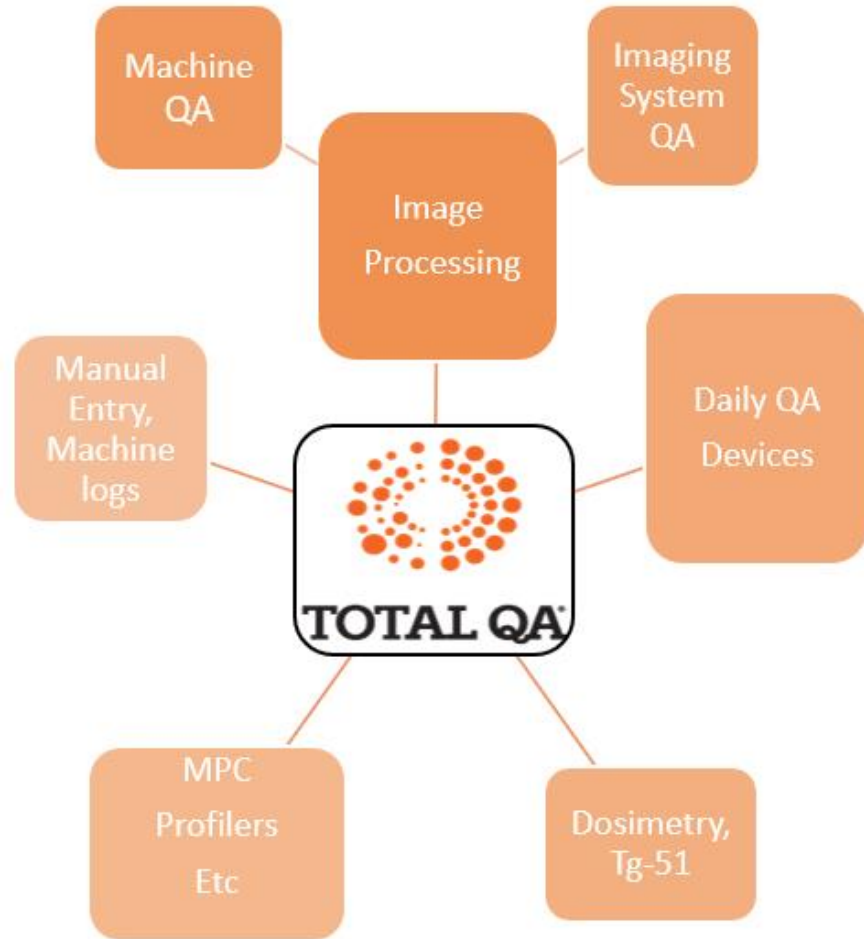 Machine
QA
Imaging
System
QA
Image
Processing
Manual
Entry,
Machine
logs
Daily QA
Devices
TOTAL QA®
MPC
Profilers
Etc
Dosimetry,
Tg-51